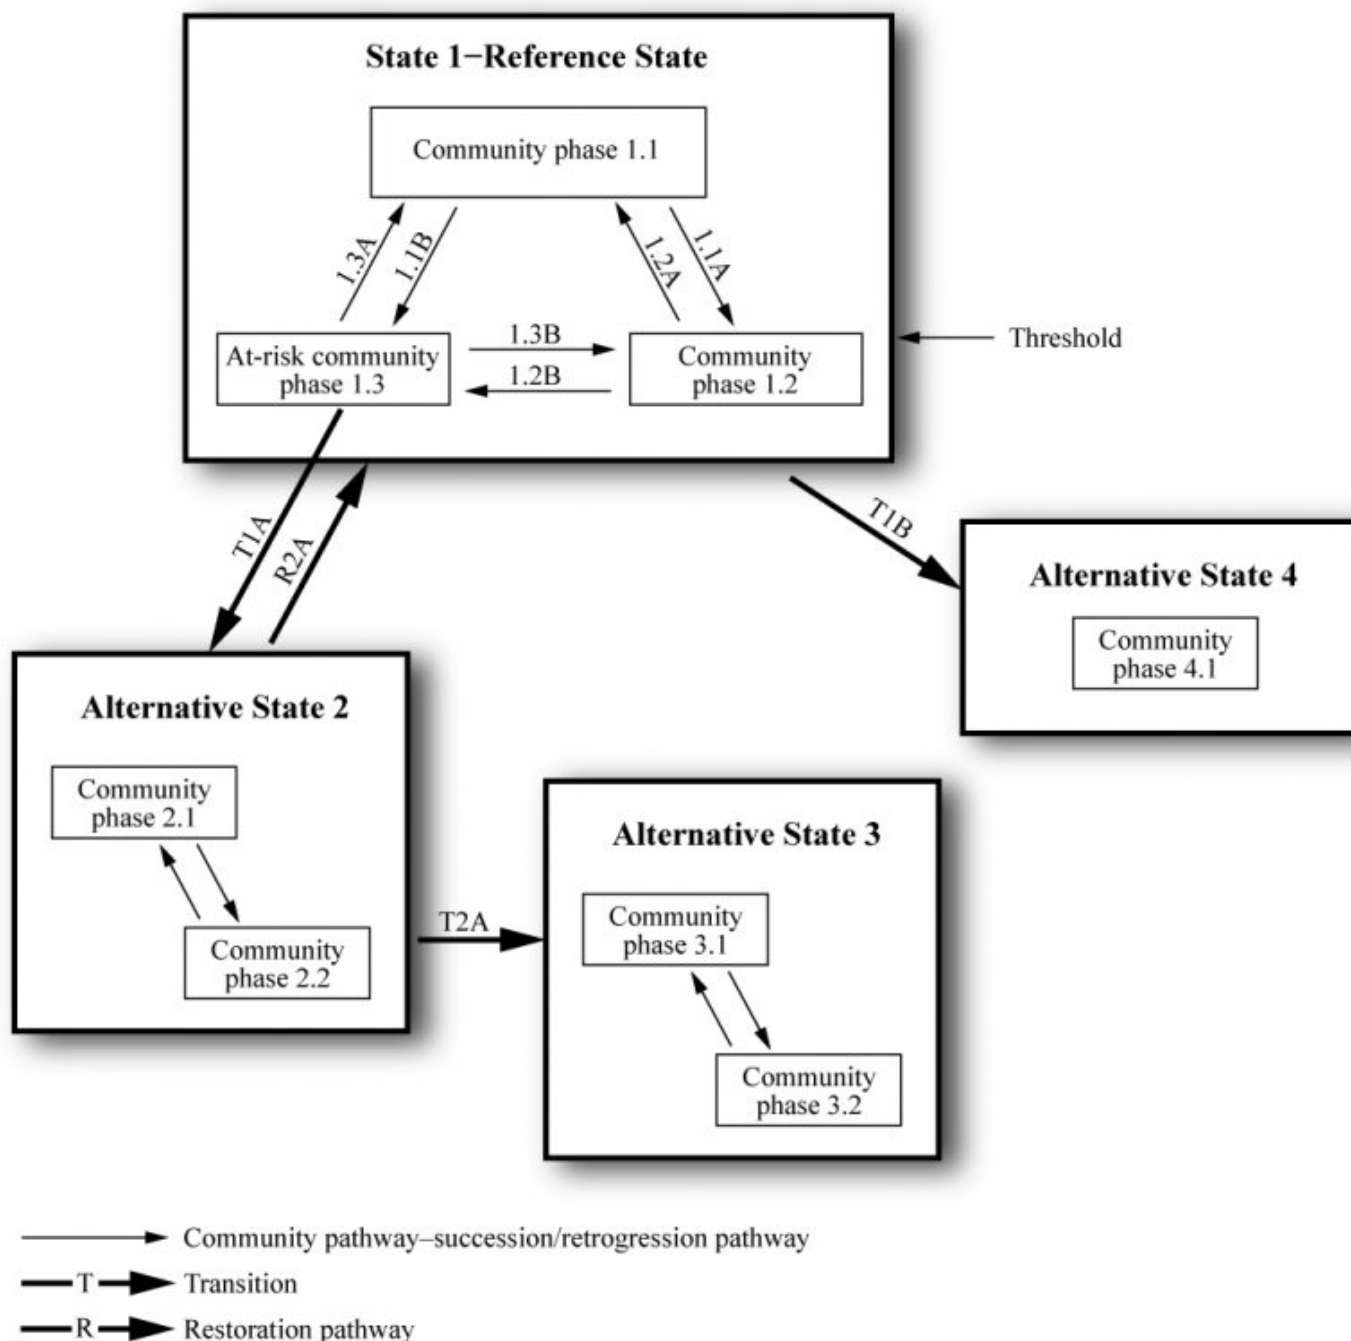 State 1–Reference State
Community phase 1.1
1.3A
1.1B
1.2A
1.1A
At-risk community
phase 1.3
1.3B
1.2B
Community
phase 1.2
Threshold
T1A
R2A
T1B
Alternative State 4
Community
phase 4.1
Alternative State 2
Community
phase 2.1
Community
phase 2.2
T2A
Alternative State 3
Community
phase 3.1
Community
phase 3.2
Community pathway–succession/retrogression pathway
T Transition
R Restoration pathway